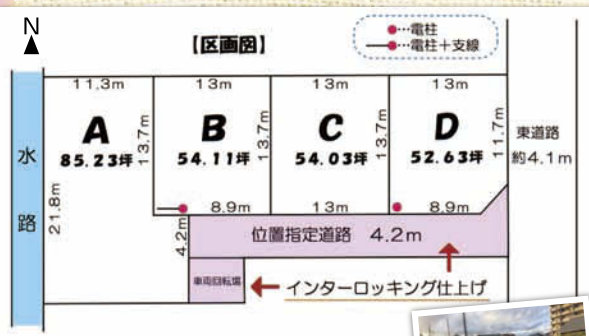 N
【区画図】
●…電柱
●…電柱＋支線
11.3m
13m
13m
13m
A
85.23坪
13.7m
B
54.11坪
13.7m
C
54.03坪
13.7m
D
52.63坪
11.7m
東道路
約4.1m
水路
21.8m
8.9m
13m
8.9m
4.2m
位置指定道路 4.2m
車両回転場
インターロッキング仕上げ